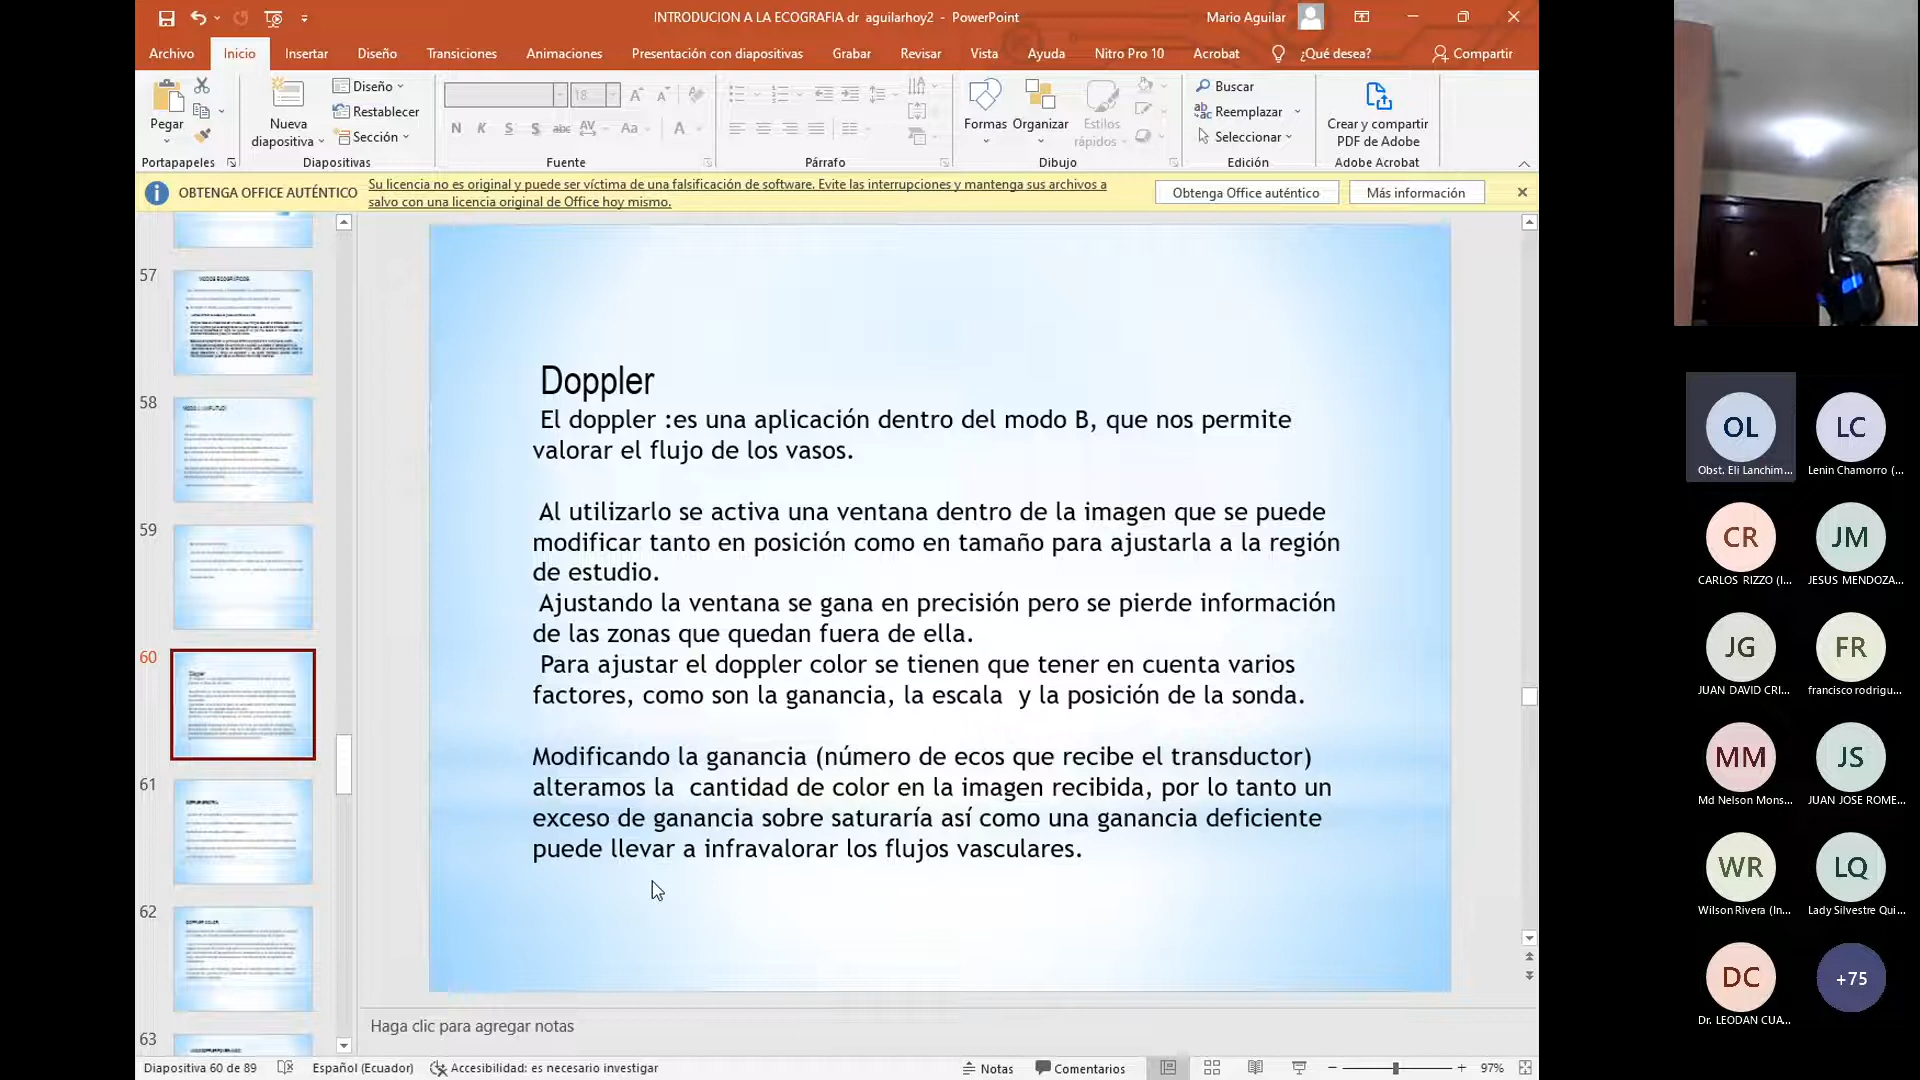 INTRODUCION A LA ECOGRAFIA dr aguilarhoy2 - PowerPoint
Mario Aguilar
Archivo Inicio Insertar Diseño Transiciones Animaciones Presentación con diapositivas Grabar Revisar Vista Ayuda Nitro Pro 10 Acrobat ¿Qué desea? Compartir
Pegar
Portapapeles
Nueva diapositiva
Diseño
Restablecer
Sección
Diapositivas
18
N K S S abc AV Aa A
Fuente
Párrafo
Formas
Organizar
Estilos rápidos
Dibujo
Buscar
Reemplazar
Seleccionar
Edición
Crear y compartir
PDF de Adobe
Adobe Acrobat
OBTENGA OFFICE AUTÉNTICO
Su licencia no es original y puede ser víctima de una falsificación de software. Evite las interrupciones y mantenga sus archivos a
salvo con una licencia original de Office hoy mismo.
Obtenga Office auténtico
Más información
57
58
59
60
Doppler
61
62
63
Doppler
El doppler :es una aplicación dentro del modo B, que nos permite
valorar el flujo de los vasos.
Al utilizarlo se activa una ventana dentro de la imagen que se puede
modificar tanto en posición como en tamaño para ajustarla a la región
de estudio.
Ajustando la ventana se gana en precisión pero se pierde información
de las zonas que quedan fuera de ella.
Para ajustar el doppler color se tienen que tener en cuenta varios
factores, como son la ganancia, la escala y la posición de la sonda.
Modificando la ganancia (número de ecos que recibe el transductor)
alteramos la cantidad de color en la imagen recibida, por lo tanto un
exceso de ganancia sobre saturaría así como una ganancia deficiente
puede llevar a infravalorar los flujos vasculares.
Haga clic para agregar notas
Diapositiva 60 de 89
Español (Ecuador)
Accesibilidad: es necesario investigar
Notas
Comentarios
97%
OL
Obst. Eli Lanchim...
LC
Lenin Chamorro (...
CR
CARLOS RIZZO (I...
JM
JESUS MENDOZA...
JG
JUAN DAVID CRI...
FR
francisco rodrigu...
MM
Md Nelson Mons...
JS
JUAN JOSE ROME...
WR
Wilson Rivera (In...
LQ
Lady Silvestre Qui...
DC
Dr. LEODAN CUA...
+75